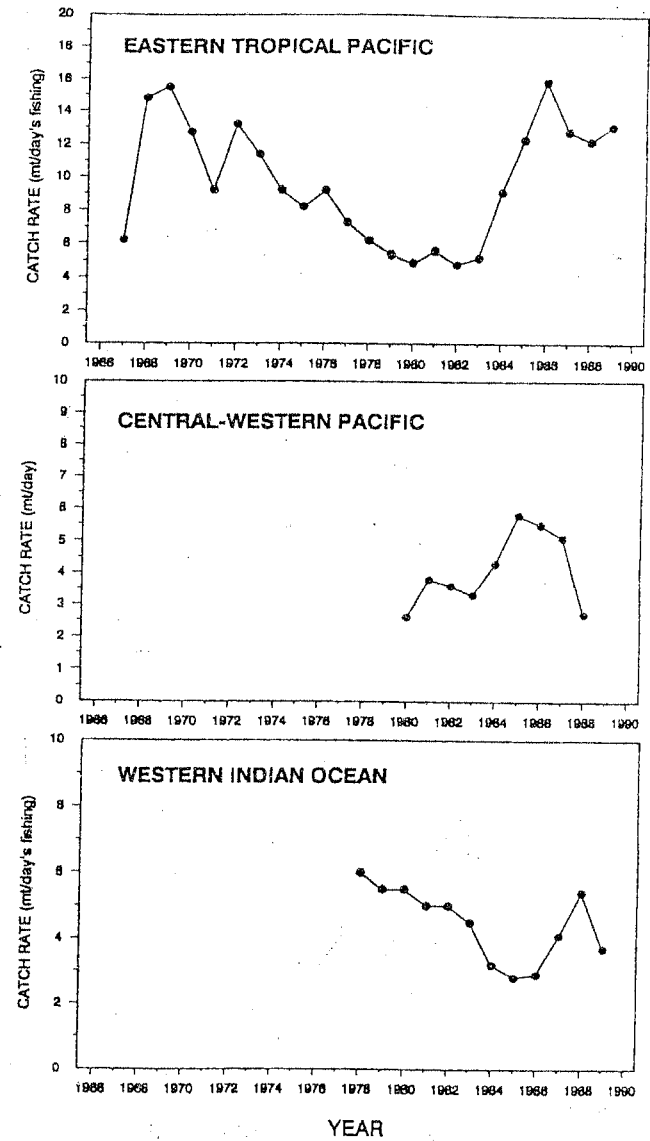 EASTERN TROPICAL PACIFIC
CATCH RATE (mt/day's fishing)
20
18
16
14
12
10
8
6
4
2
0
1966 1968 1970 1972 1974 1976 1978 1980 1982 1984 1986 1988 1990
CENTRAL-WESTERN PACIFIC
CATCH RATE (mt/day)
10
9
8
7
6
5
4
3
2
1
0
1966 1968 1970 1972 1974 1976 1978 1980 1982 1984 1986 1988 1990
WESTERN INDIAN OCEAN
CATCH RATE (mt/day's fishing)
10
8
6
4
2
0
1966 1968 1970 1972 1974 1976 1978 1980 1982 1984 1986 1988 1990
YEAR